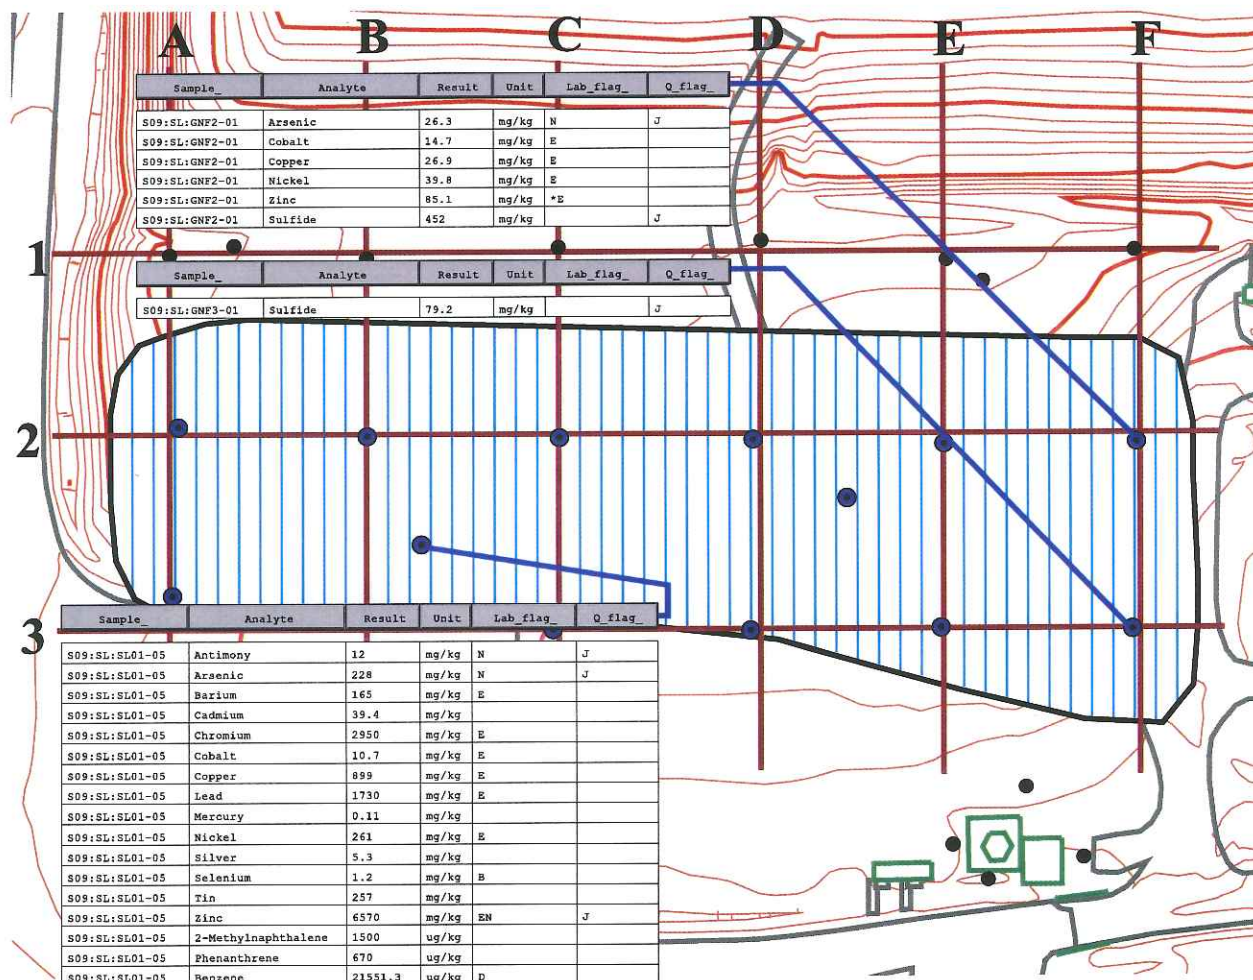 A B C D E F
Sample_ Analyte Result Unit Lab_flag_ Q_flag_
S09:SL:GNF2-01 Arsenic 26.3 mg/kg N J
S09:SL:GNF2-01 Cobalt 14.7 mg/kg E
S09:SL:GNF2-01 Copper 26.9 mg/kg E
S09:SL:GNF2-01 Nickel 39.8 mg/kg E
S09:SL:GNF2-01 Zinc 85.1 mg/kg *E
S09:SL:GNF2-01 Sulfide 452 mg/kg J
1
Sample_ Analyte Result Unit Lab_flag_ Q_flag_
S09:SL:GNF3-01 Sulfide 79.2 mg/kg J
2
3
Sample_ Analyte Result Unit Lab_flag_ Q_flag_
S09:SL:SL01-05 Antimony 12 mg/kg N J
S09:SL:SL01-05 Arsenic 228 mg/kg N J
S09:SL:SL01-05 Barium 165 mg/kg E
S09:SL:SL01-05 Cadmium 39.4 mg/kg
S09:SL:SL01-05 Chromium 2950 mg/kg E
S09:SL:SL01-05 Cobalt 10.7 mg/kg E
S09:SL:SL01-05 Copper 899 mg/kg E
S09:SL:SL01-05 Lead 1730 mg/kg E
S09:SL:SL01-05 Mercury 0.11 mg/kg
S09:SL:SL01-05 Nickel 261 mg/kg E
S09:SL:SL01-05 Silver 5.3 mg/kg
S09:SL:SL01-05 Selenium 1.2 mg/kg B
S09:SL:SL01-05 Tin 257 mg/kg
S09:SL:SL01-05 Zinc 6570 mg/kg EN J
S09:SL:SL01-05 2-Methylnaphthalene 1500 ug/kg
S09:SL:SL01-05 Phenanthrene 670 ug/kg
S09:SL:SL01-05 Benzene 21551.3 ug/kg D